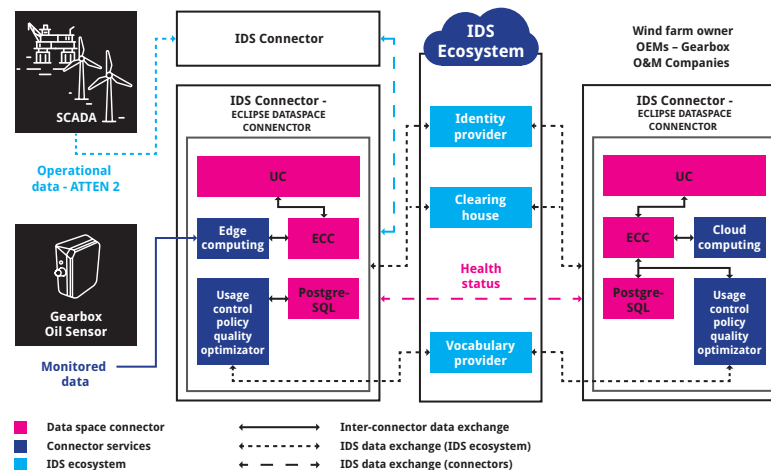 SCADA
Operational
data - ATTEN 2
Gearbox
Oil Sensor
Monitored
data
IDS Connector
IDS Connector -
ECLIPSE DATASPACE
CONNENCTOR
UC
Edge
computing
ECC
Usage
control
policy
quality
optimizator
Postgre-
SQL
IDS
Ecosystem
Identity
provider
Clearing
house
Health
status
Vocabulary
provider
Wind farm owner
OEMs – Gearbox
O&M Companies
IDS Connector -
ECLIPSE DATASPACE
CONNENCTOR
UC
ECC
Cloud
computing
Postgre-
SQL
Usage
control
policy
quality
optimizator
Data space connector
Connector services
IDS ecosystem
Inter-connector data exchange
IDS data exchange (IDS ecosystem)
IDS data exchange (connectors)